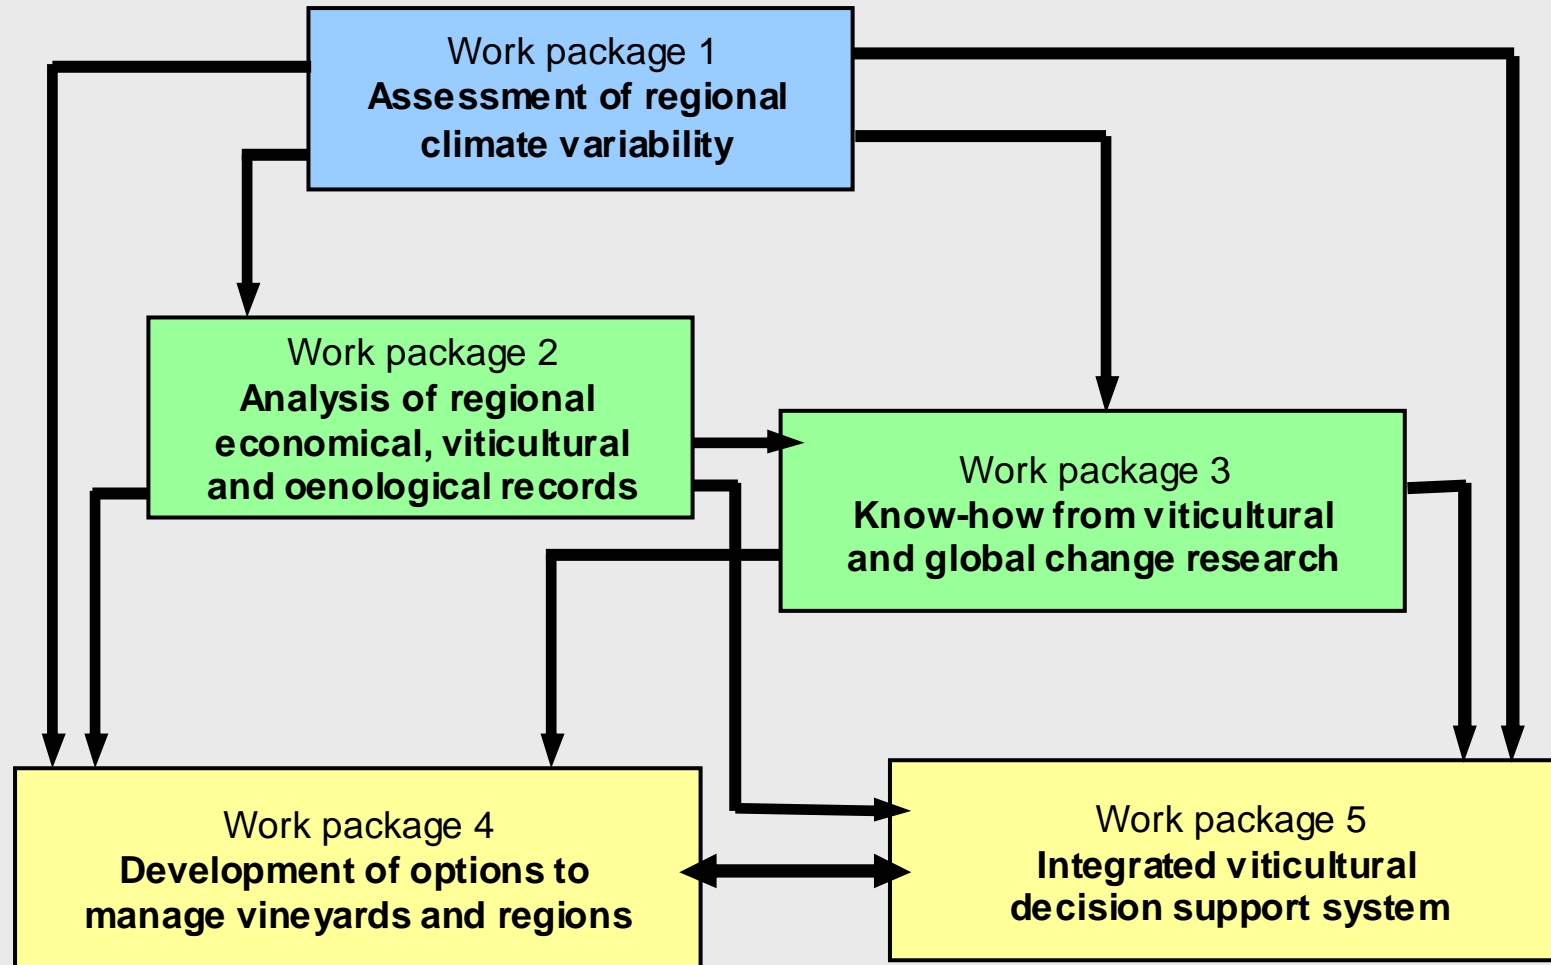 Work package 1
Assessment of regional
climate variability
Work package 2
Analysis of regional
economical, viticultural
and oenological records
Work package 3
Know-how from viticultural
and global change research
Work package 4
Development of options to
manage vineyards and regions
Work package 5
Integrated viticultural
decision support system